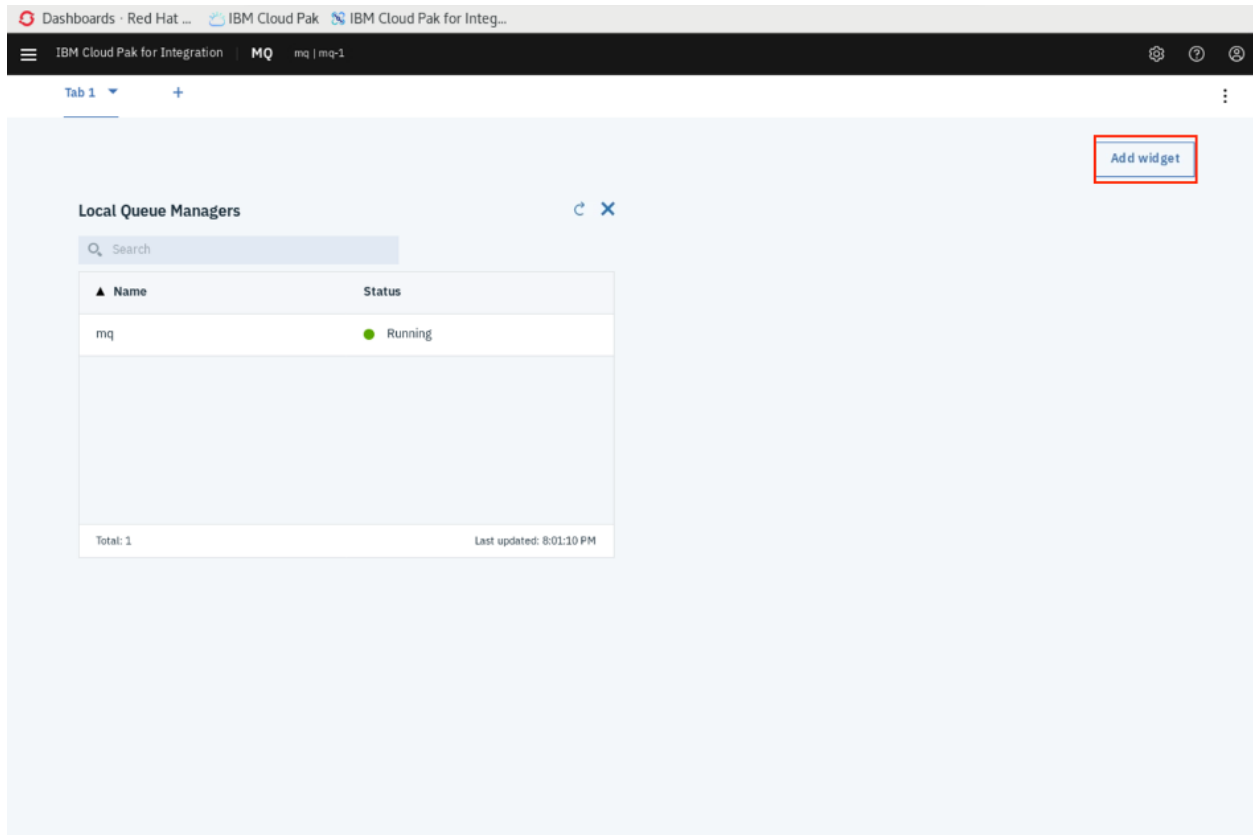 Dashboards · Red Hat ... IBM Cloud Pak IBM Cloud Pak for Integ...
IBM Cloud Pak for Integration | MQ mq | mq-1
Tab 1 +
Add widget
Local Queue Managers
Search
Name Status
mq Running
Total: 1 Last updated: 8:01:10 PM